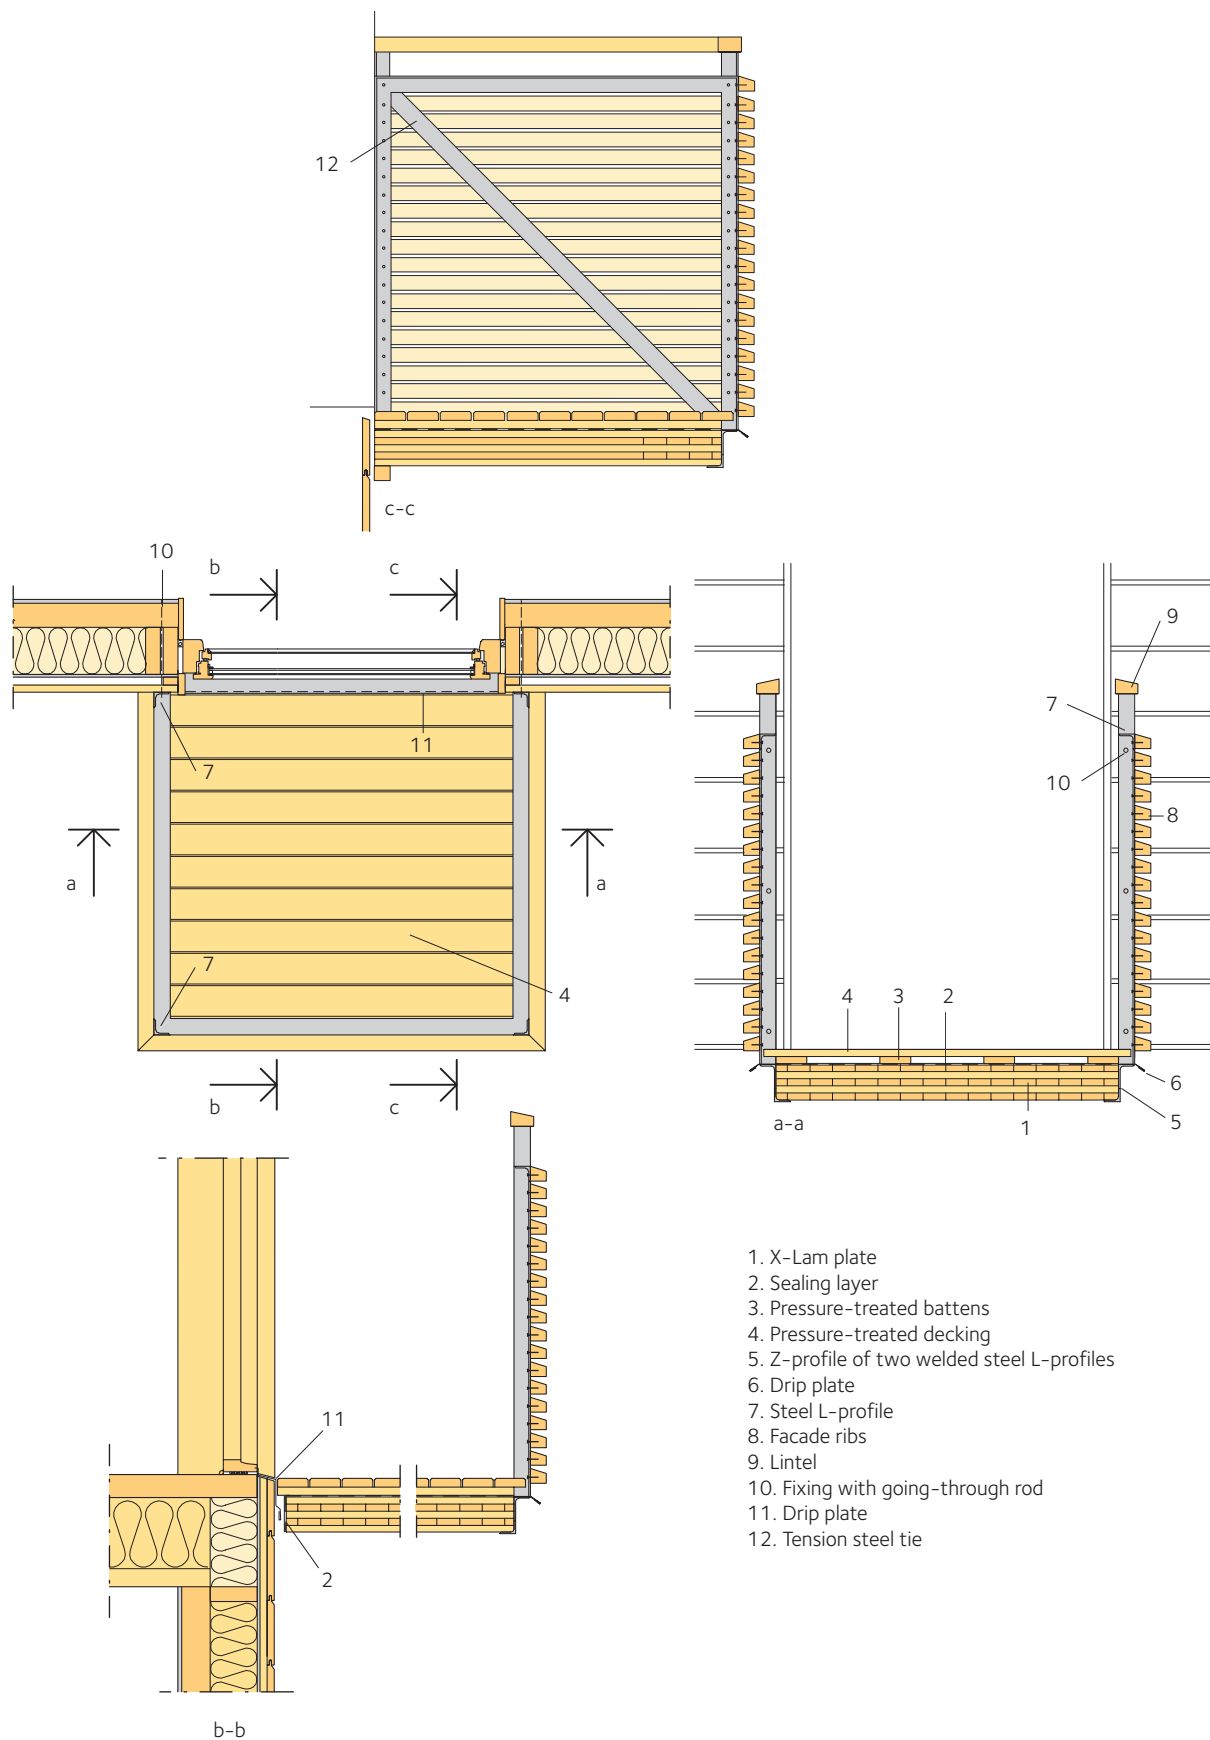 12
c-c
10
b
c
11
7
a
a
7
4
b
c
9
7
10
8
4
3
2
6
5
a-a
1
11
2
b-b
1. X-Lam plate
2. Sealing layer
3. Pressure-treated battens
4. Pressure-treated decking
5. Z-profile of two welded steel L-profiles
6. Drip plate
7. Steel L-profile
8. Facade ribs
9. Lintel
10. Fixing with going-through rod
11. Drip plate
12. Tension steel tie